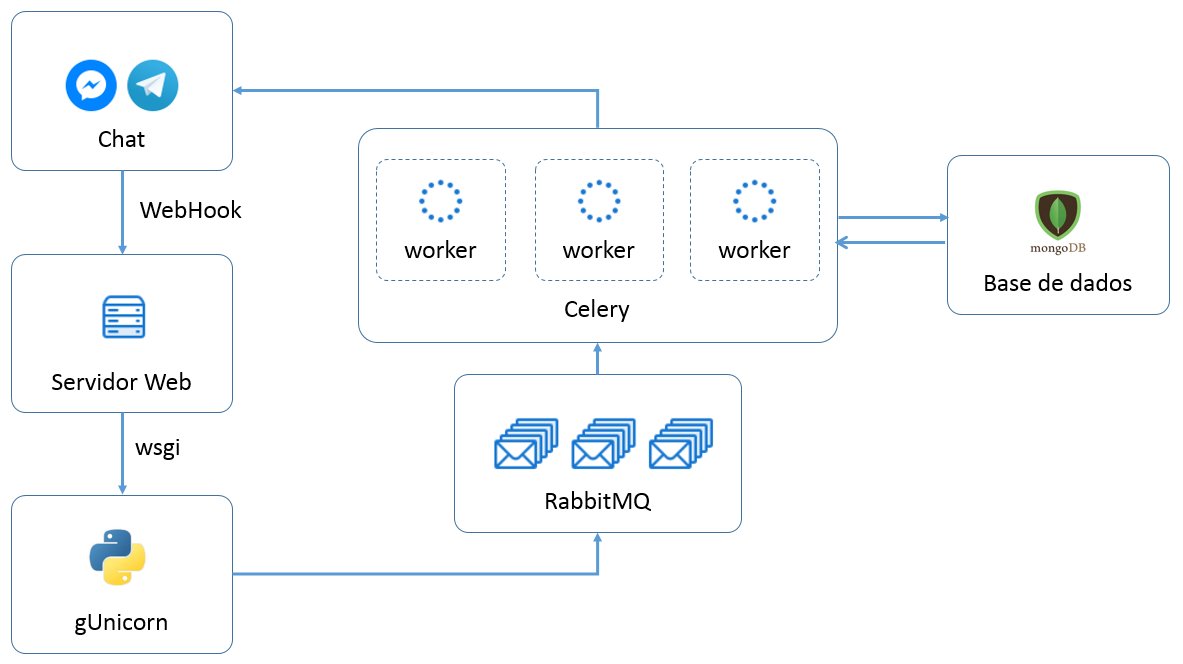 Chat
WebHook
Servidor Web
wsgi
gUnicorn
worker
worker
worker
Celery
RabbitMQ
mongoDB
Base de dados